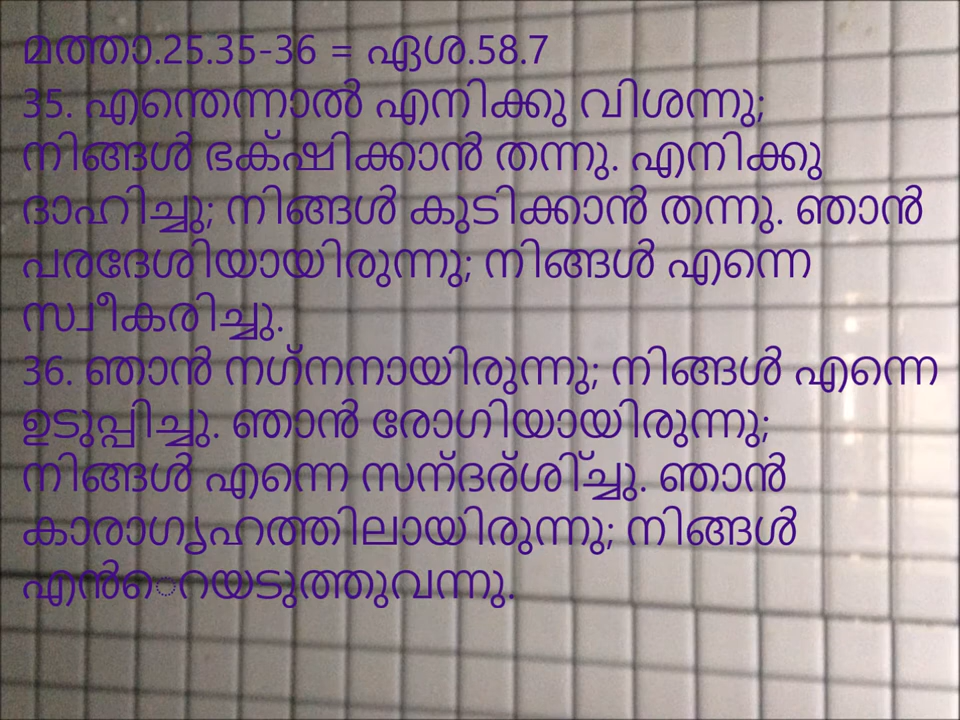 മത്താ.25.35-36 = ഏശ.58.7
35. എന്തെന്നാൽ എനിക്കു വിശന്നു;
നിങ്ങൾ ഭക്‌ഷിക്കാൻ തന്നു. എനിക്കു
ദാഹിച്ചു; നിങ്ങൾ കുടിക്കാൻ തന്നു. ഞാൻ
പരദേശിയായിരുന്നു; നിങ്ങൾ എന്നെ
സ്വീകരിച്ചു.
36. ഞാൻ നഗ്‌നനായിരുന്നു; നിങ്ങൾ എന്നെ
ഉടുപ്പിച്ചു. ഞാൻ രോഗിയായിരുന്നു;
നിങ്ങൾ എന്നെ സന്‌ദര്‌ശി്ച്ചു. ഞാൻ
കാരാഗൃഹത്തിലായിരുന്നു; നിങ്ങൾ
എൻെറയടുത്തുവന്നു.